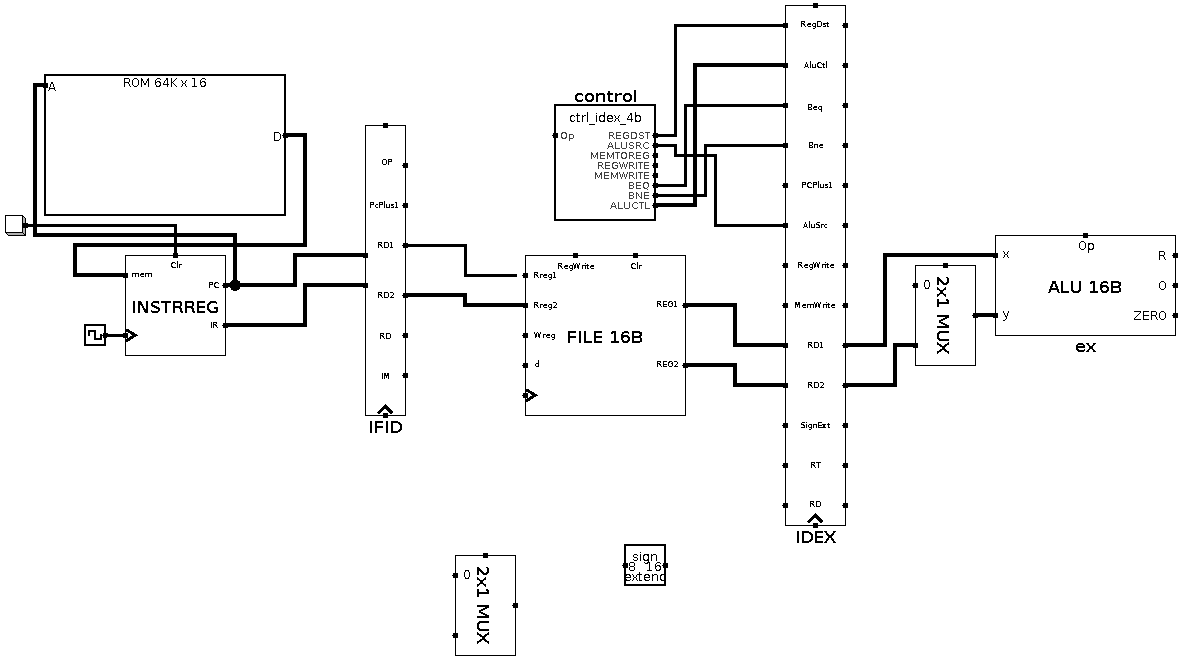 ROM 64K x 16
A
D
mem
Clr
PC
INSTRREG
IR
OP
PcPlus1
RD1
RD2
RD
IM
IFID
control
ctrl_idex_4b
Op
REGDST
ALUSRC
MEMTOREG
REGWRITE
MEMWRITE
BEQ
BNE
ALUCTL
RegWrite
Clr
Rreg1
Rreg2
Wreg
d
REG1
REG2
FILE 16B
RegDst
AluCtl
Beq
Bne
PCPlus1
AluSrc
RegWrite
MemWrite
RD1
RD2
SignExt
RT
RD
IDEX
0
2x1 MUX
Op
x
y
ALU 16B
R
O
ZERO
ex
0
2x1 MUX
sign
8 16
extend